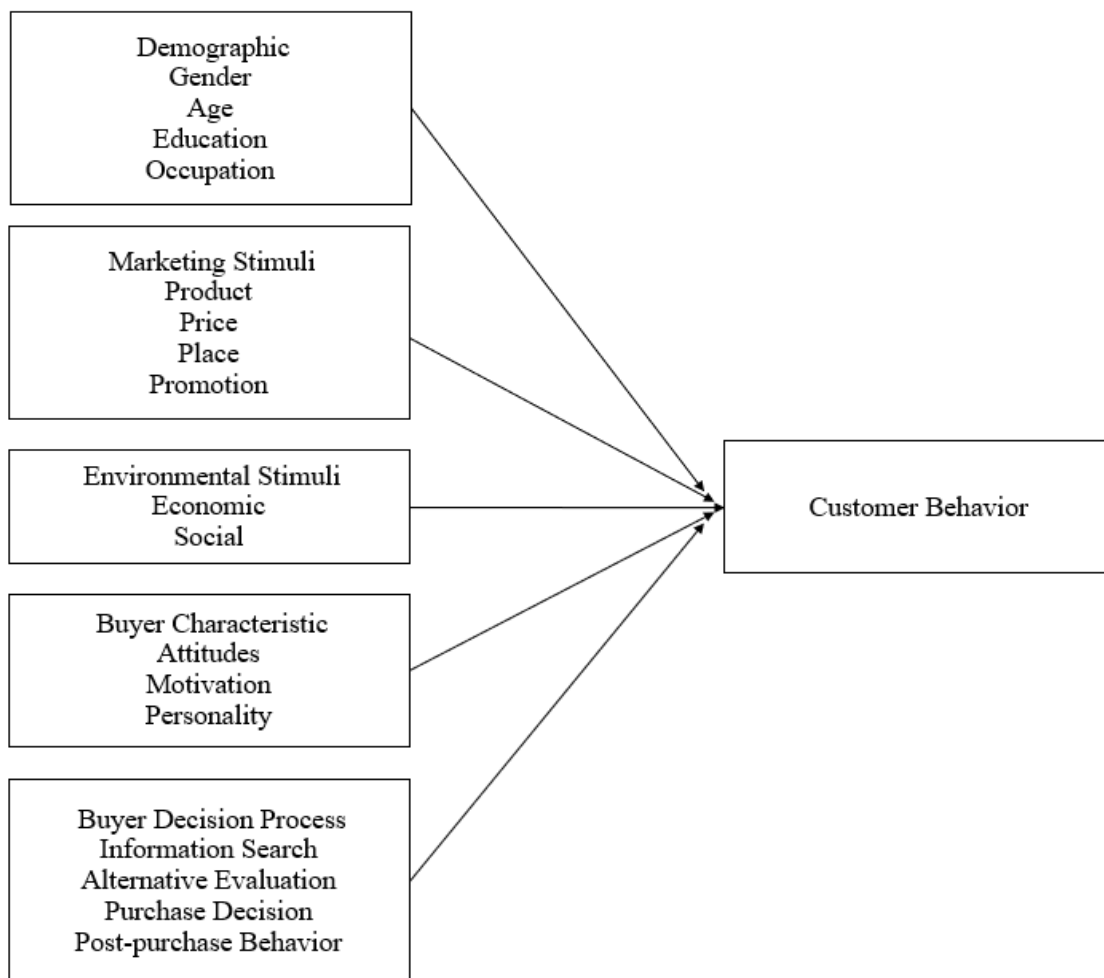 Demographic
Gender
Age
Education
Occupation
Marketing Stimuli
Product
Price
Place
Promotion
Environmental Stimuli
Economic
Social
Buyer Characteristic
Attitudes
Motivation
Personality
Buyer Decision Process
Information Search
Alternative Evaluation
Purchase Decision
Post-purchase Behavior
Customer Behavior